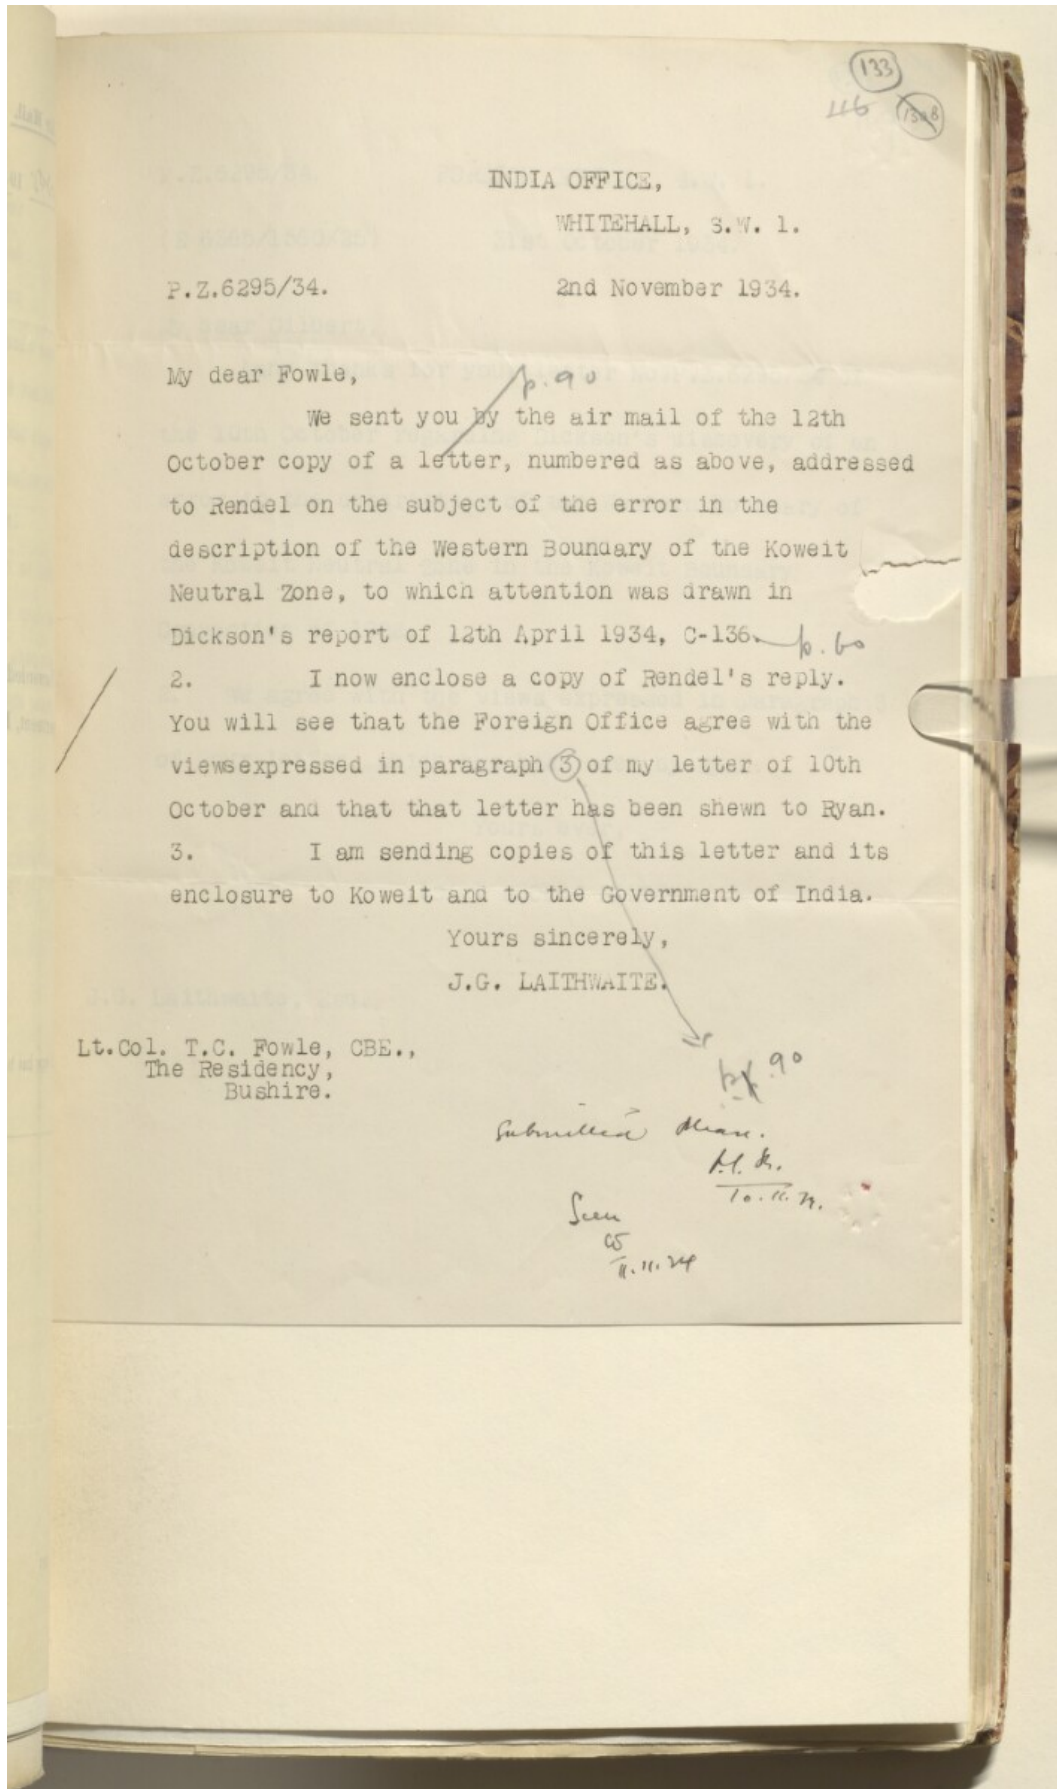 133
116
INDIA OFFICE,
WHITEHALL, S.W. 1.
P.Z.6295/34.
2nd November 1934.
My dear Fowle,
p. 90
We sent you by the air mail of the 12th
October copy of a letter, numbered as above, addressed
to Rendel on the subject of the error in the
description of the Western Boundary of the Koweit
Neutral Zone, to which attention was drawn in
Dickson's report of 12th April 1934, C-136.
p. 60
2. I now enclose a copy of Rendel's reply.
You will see that the Foreign Office agree with the
viewsexpressed in paragraph 3 of my letter of 10th
October and that that letter has been shewn to Ryan.
3. I am sending copies of this letter and its
enclosure to Koweit and to the Government of India.
Yours sincerely,
J.G. LAITHWAITE.
Lt.Col. T.C. Fowle, CBE.,
The Residency,
Bushire.
p. 90
Submitted
Seen
11.11.34